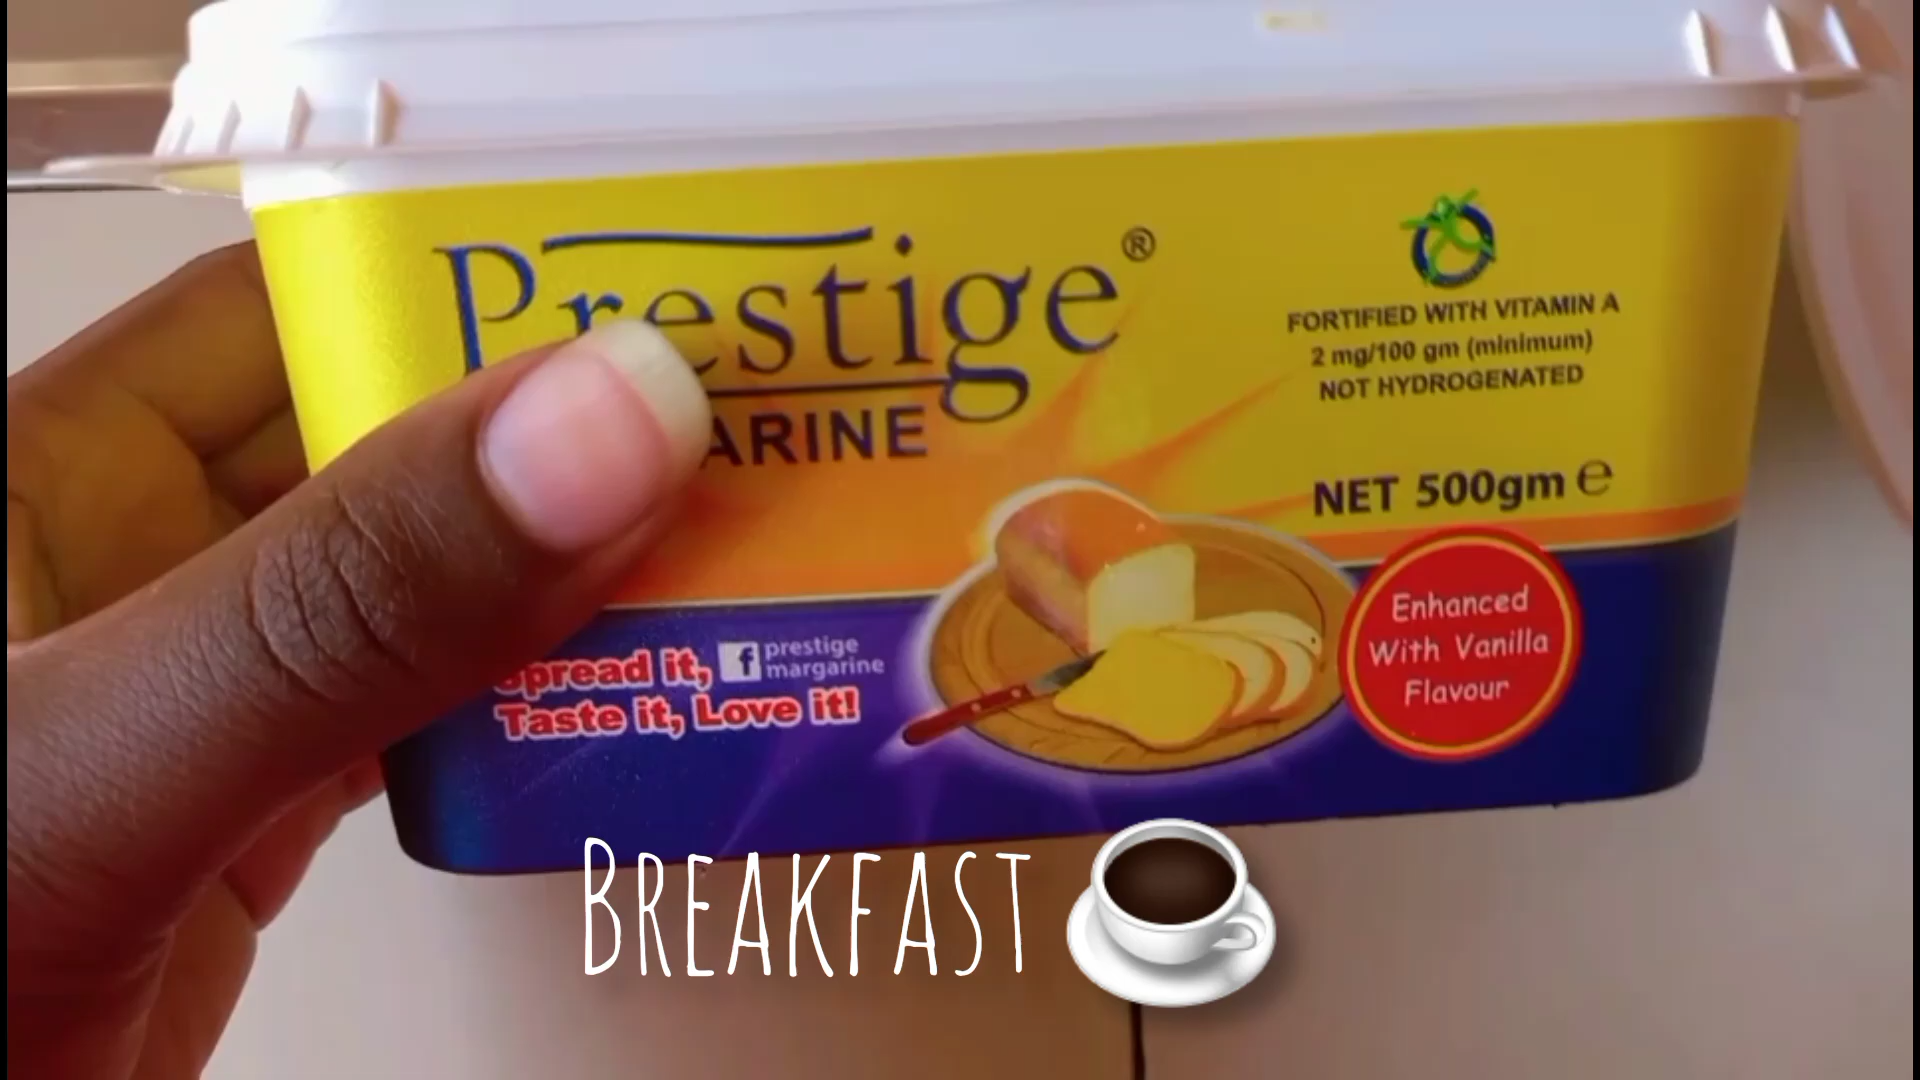 Prestige®
ARINE
FORTIFIED WITH VITAMIN A
2 mg/100 gm (minimum)
NOT HYDROGENATED
NET 500gm ℮
Enhanced
With Vanilla
Flavour
Spread it,
Taste it, Love it!
f prestige
margarine
BREAKFAST